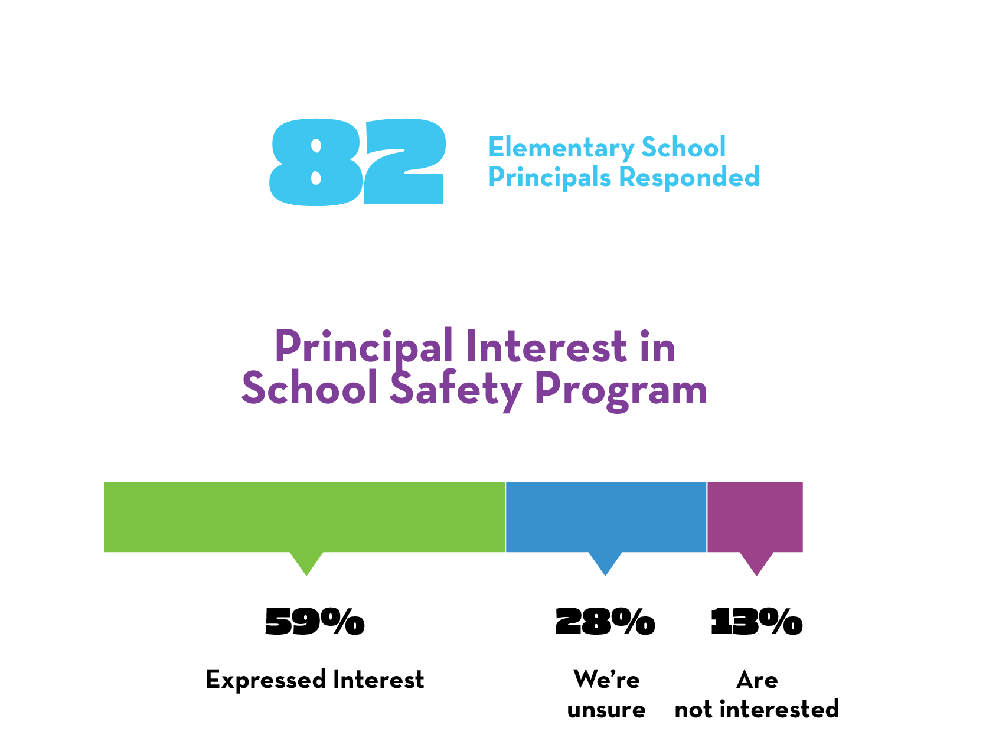 82
Elementary School
Principals Responded
Principal Interest in
School Safety Program
59%
28%
13%
Expressed Interest
We’re
unsure
Are
not interested